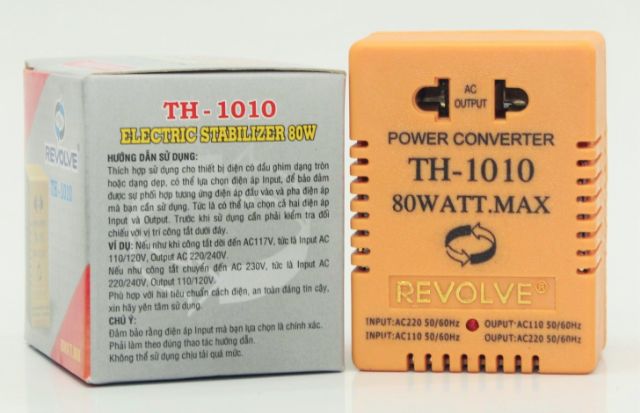 TH - 1010
ELECTRIC STABILIZER 80W
HƯỚNG DẪN SỬ DỤNG:
Thích hợp sử dụng cho thiết bị điện có dấu ghim dạng tròn
hoặc dạng dẹp, có thể lựa chọn điện áp Input, để bảo đảm
được sự phối hợp tương ứng điện áp đầu vào và pha điện áp
mà bạn cần sử dụng. Tức là có thể lựa chọn cả hai điện áp
Input và Output. Trước khi sử dụng cần phải kiểm tra đối
chiếu với vị trí công tắt dưới đây.
VÍ DỤ: Nếu như khi công tắt dời đến AC117V, tức là Input AC
110/120V, Output AC 220/240V.
Nếu như công tắt chuyển đến AC 230V, tức là Input AC
220/240V, Output 110/120V.
Phù hợp với hai tiêu chuẩn cách điện, an toàn đáng tin cậy,
xin hãy yên tâm sử dụng.
CHÚ Ý:
Đảm bảo rằng điện áp Input mà bạn lựa chọn là chính xác.
Phải làm theo đúng thao tác hướng dẫn.
Không thể sử dụng chịu tải quá mức.
REVOLVE
TH-1010
AC
OUTPUT
POWER CONVERTER
TH-1010
80WATT.MAX
REVOLVE®
INPUT:AC220 50/60Hz OUPUT:AC110 50/60Hz
INPUT:AC110 50/60Hz OUPUT:AC220 50/60Hz